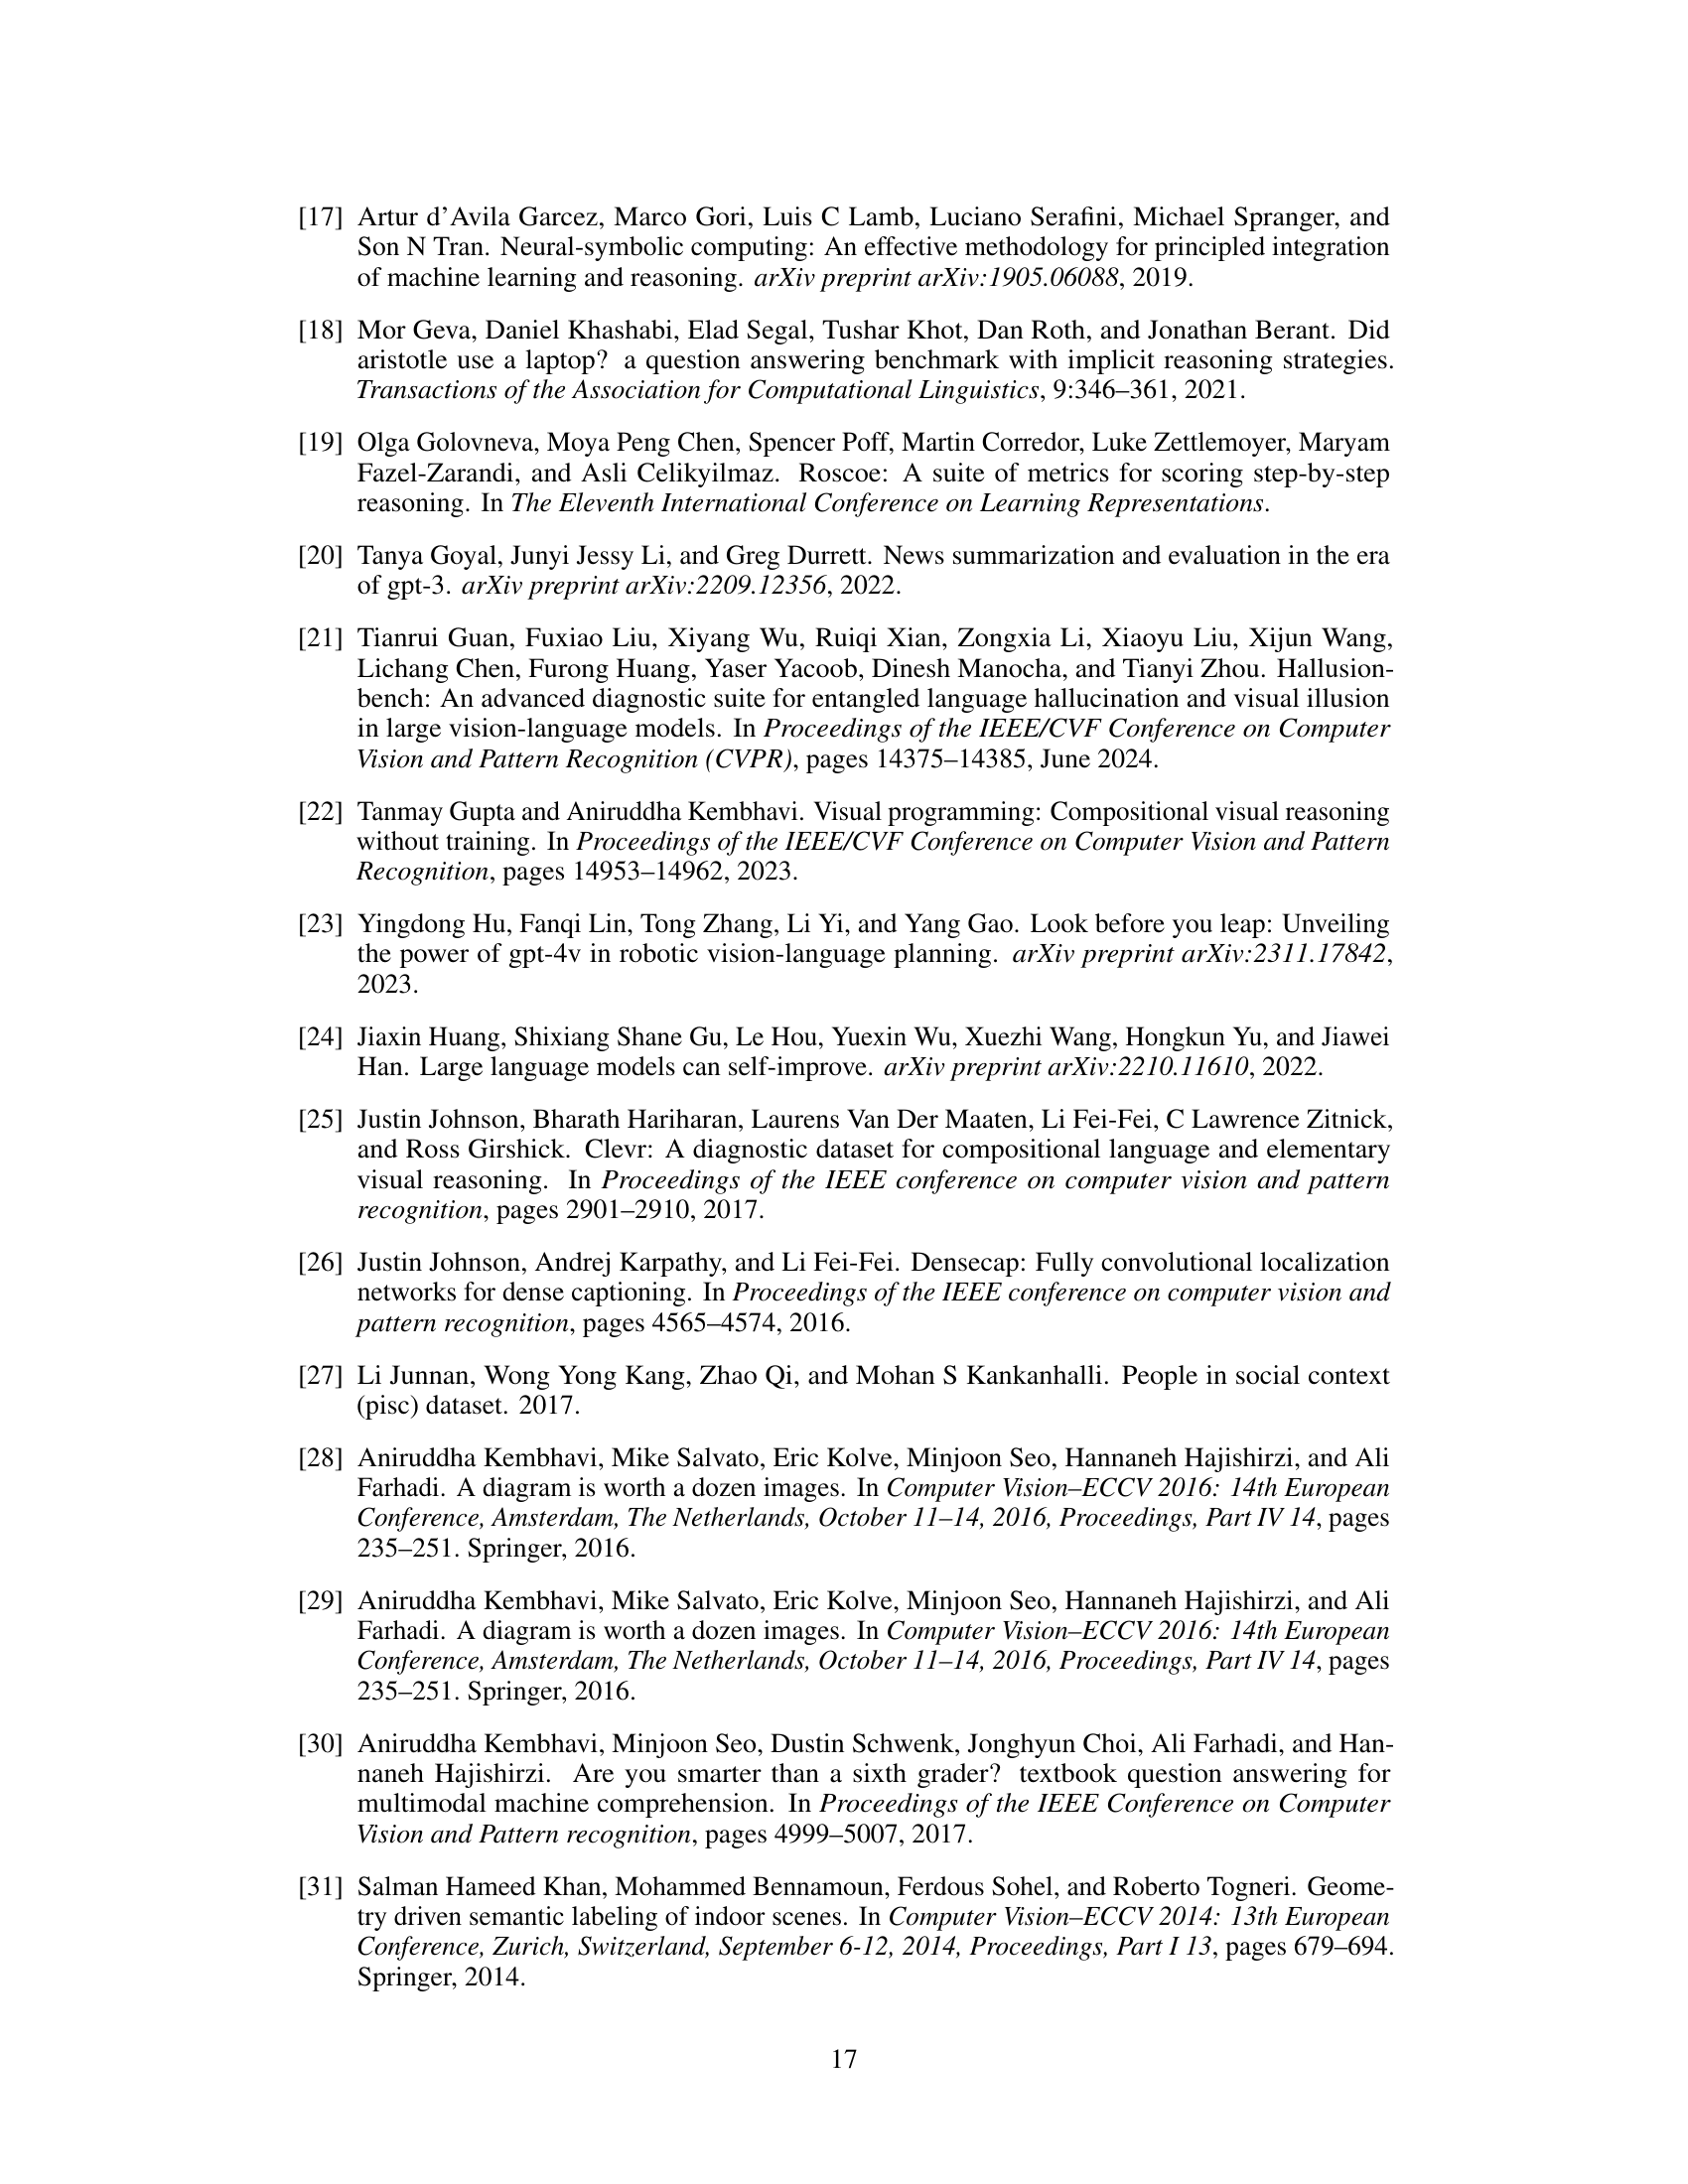 [17] Artur d’Avila Garcez, Marco Gori, Luis C Lamb, Luciano Serafini, Michael Spranger, and
Son N Tran. Neural-symbolic computing: An effective methodology for principled integration
of machine learning and reasoning. arXiv preprint arXiv:1905.06088, 2019.
[18] Mor Geva, Daniel Khashabi, Elad Segal, Tushar Khot, Dan Roth, and Jonathan Berant. Did
aristotle use a laptop? a question answering benchmark with implicit reasoning strategies.
Transactions of the Association for Computational Linguistics, 9:346–361, 2021.
[19] Olga Golovneva, Moya Peng Chen, Spencer Poff, Martin Corredor, Luke Zettlemoyer, Maryam
Fazel-Zarandi, and Asli Celikyilmaz. Roscoe: A suite of metrics for scoring step-by-step
reasoning. In The Eleventh International Conference on Learning Representations.
[20] Tanya Goyal, Junyi Jessy Li, and Greg Durrett. News summarization and evaluation in the era
of gpt-3. arXiv preprint arXiv:2209.12356, 2022.
[21] Tianrui Guan, Fuxiao Liu, Xiyang Wu, Ruiqi Xian, Zongxia Li, Xiaoyu Liu, Xijun Wang,
Lichang Chen, Furong Huang, Yaser Yacoob, Dinesh Manocha, and Tianyi Zhou. Hallusion-
bench: An advanced diagnostic suite for entangled language hallucination and visual illusion
in large vision-language models. In Proceedings of the IEEE/CVF Conference on Computer
Vision and Pattern Recognition (CVPR), pages 14375–14385, June 2024.
[22] Tanmay Gupta and Aniruddha Kembhavi. Visual programming: Compositional visual reasoning
without training. In Proceedings of the IEEE/CVF Conference on Computer Vision and Pattern
Recognition, pages 14953–14962, 2023.
[23] Yingdong Hu, Fanqi Lin, Tong Zhang, Li Yi, and Yang Gao. Look before you leap: Unveiling
the power of gpt-4v in robotic vision-language planning. arXiv preprint arXiv:2311.17842,
2023.
[24] Jiaxin Huang, Shixiang Shane Gu, Le Hou, Yuexin Wu, Xuezhi Wang, Hongkun Yu, and Jiawei
Han. Large language models can self-improve. arXiv preprint arXiv:2210.11610, 2022.
[25] Justin Johnson, Bharath Hariharan, Laurens Van Der Maaten, Li Fei-Fei, C Lawrence Zitnick,
and Ross Girshick. Clevr: A diagnostic dataset for compositional language and elementary
visual reasoning. In Proceedings of the IEEE conference on computer vision and pattern
recognition, pages 2901–2910, 2017.
[26] Justin Johnson, Andrej Karpathy, and Li Fei-Fei. Densecap: Fully convolutional localization
networks for dense captioning. In Proceedings of the IEEE conference on computer vision and
pattern recognition, pages 4565–4574, 2016.
[27] Li Junnan, Wong Yong Kang, Zhao Qi, and Mohan S Kankanhalli. People in social context
(pisc) dataset. 2017.
[28] Aniruddha Kembhavi, Mike Salvato, Eric Kolve, Minjoon Seo, Hannaneh Hajishirzi, and Ali
Farhadi. A diagram is worth a dozen images. In Computer Vision–ECCV 2016: 14th European
Conference, Amsterdam, The Netherlands, October 11–14, 2016, Proceedings, Part IV 14, pages
235–251. Springer, 2016.
[29] Aniruddha Kembhavi, Mike Salvato, Eric Kolve, Minjoon Seo, Hannaneh Hajishirzi, and Ali
Farhadi. A diagram is worth a dozen images. In Computer Vision–ECCV 2016: 14th European
Conference, Amsterdam, The Netherlands, October 11–14, 2016, Proceedings, Part IV 14, pages
235–251. Springer, 2016.
[30] Aniruddha Kembhavi, Minjoon Seo, Dustin Schwenk, Jonghyun Choi, Ali Farhadi, and Han-
naneh Hajishirzi. Are you smarter than a sixth grader? textbook question answering for
multimodal machine comprehension. In Proceedings of the IEEE Conference on Computer
Vision and Pattern recognition, pages 4999–5007, 2017.
[31] Salman Hameed Khan, Mohammed Bennamoun, Ferdous Sohel, and Roberto Togneri. Geome-
try driven semantic labeling of indoor scenes. In Computer Vision–ECCV 2014: 13th European
Conference, Zurich, Switzerland, September 6-12, 2014, Proceedings, Part I 13, pages 679–694.
Springer, 2014.
17